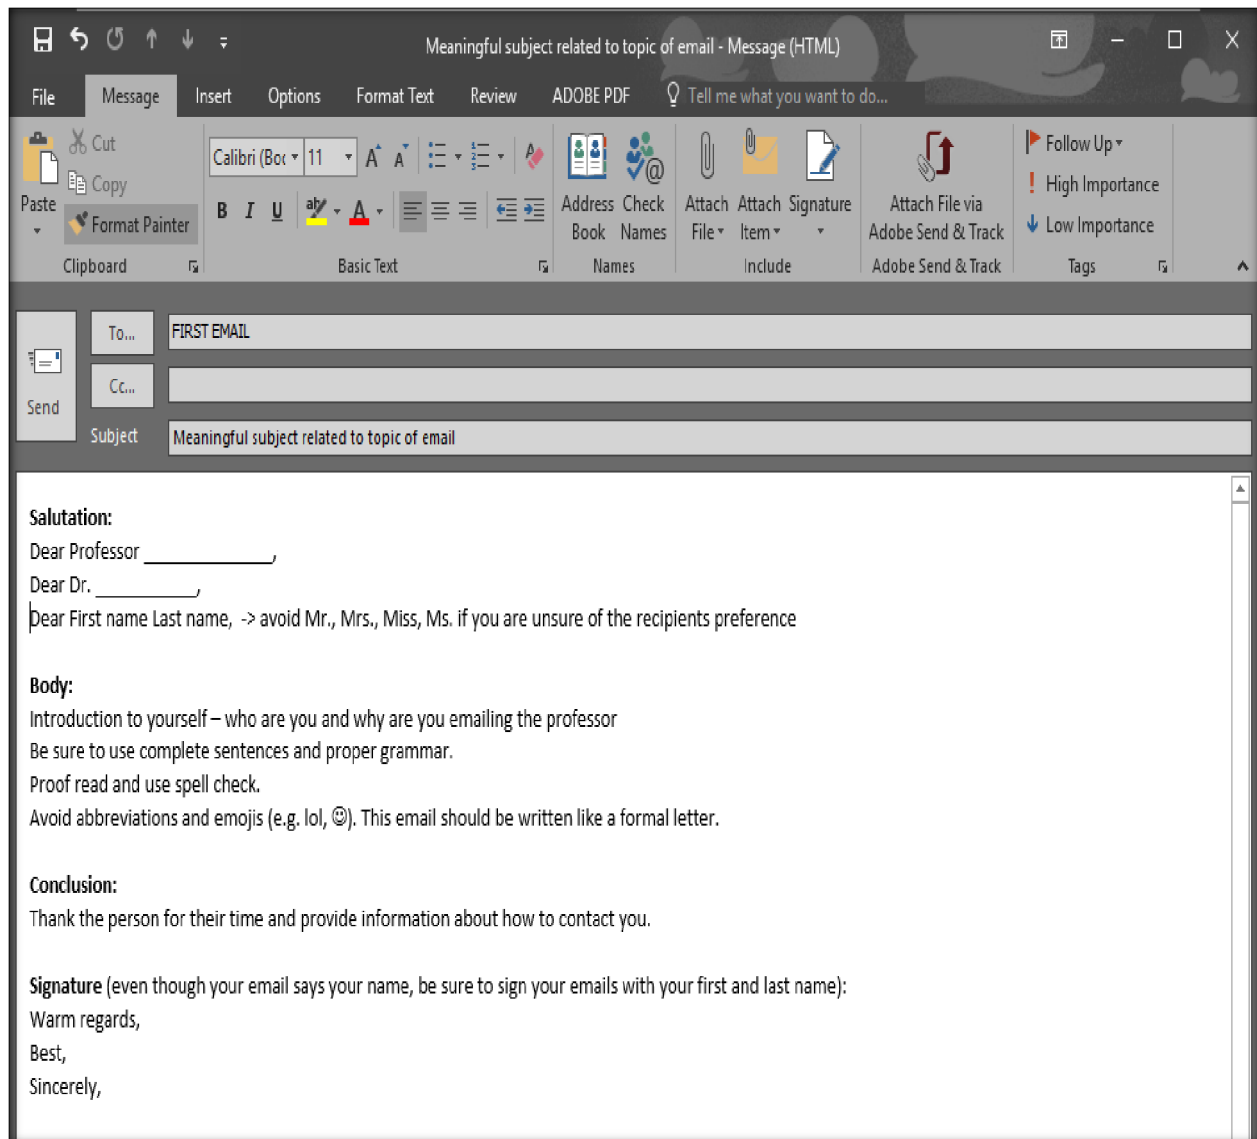 Meaningful subject related to topic of email - Message (HTML)
File Message Insert Options Format Text Review ADOBE PDF Tell me what you want to do...
Paste
Cut
Copy
Format Painter
Clipboard
Calibri (Boc 11
B I U
Basic Text
Address Book
Check Names
Names
Attach File
Attach Item
Signature
Include
Attach File via
Adobe Send & Track
Adobe Send & Track
Follow Up
High Importance
Low Importance
Tags
Send
To... FIRST EMAIL
Cc...
Subject Meaningful subject related to topic of email
Salutation:
Dear Professor ______________,
Dear Dr. ___________,
Dear First name Last name, -> avoid Mr., Mrs., Miss, Ms. if you are unsure of the recipients preference
Body:
Introduction to yourself – who are you and why are you emailing the professor
Be sure to use complete sentences and proper grammar.
Proof read and use spell check.
Avoid abbreviations and emojis (e.g. lol, ☺). This email should be written like a formal letter.
Conclusion:
Thank the person for their time and provide information about how to contact you.
Signature (even though your email says your name, be sure to sign your emails with your first and last name):
Warm regards,
Best,
Sincerely,